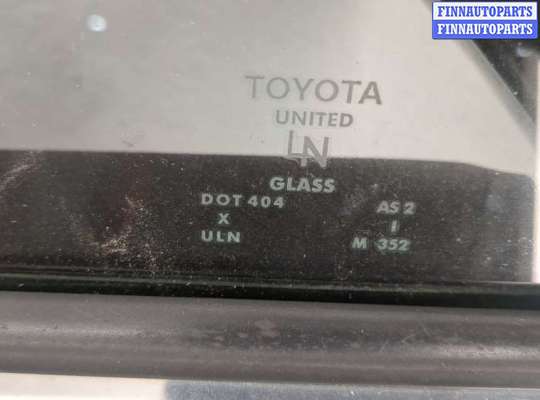 FINNAUTOPARTS
FINNAUTOPARTS
TOYOTA
UNITED
LN
GLASS
DOT 404 AS 2
X I
ULN M 352